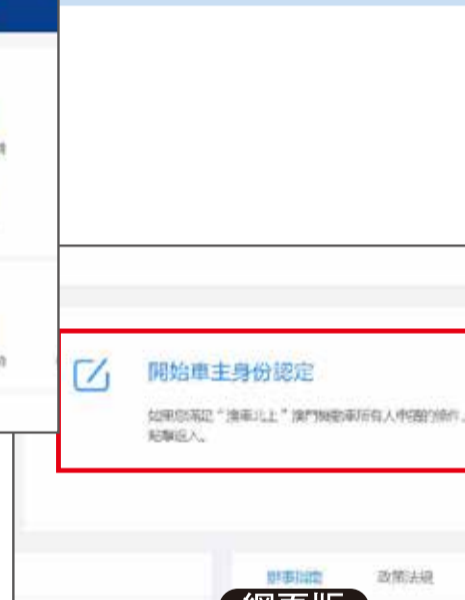 開始車主身份認定
如果您滿足“澳車北上”澳門機動車所有人申請的條件，
點擊進入。
辦事指南 政策法規
網頁版